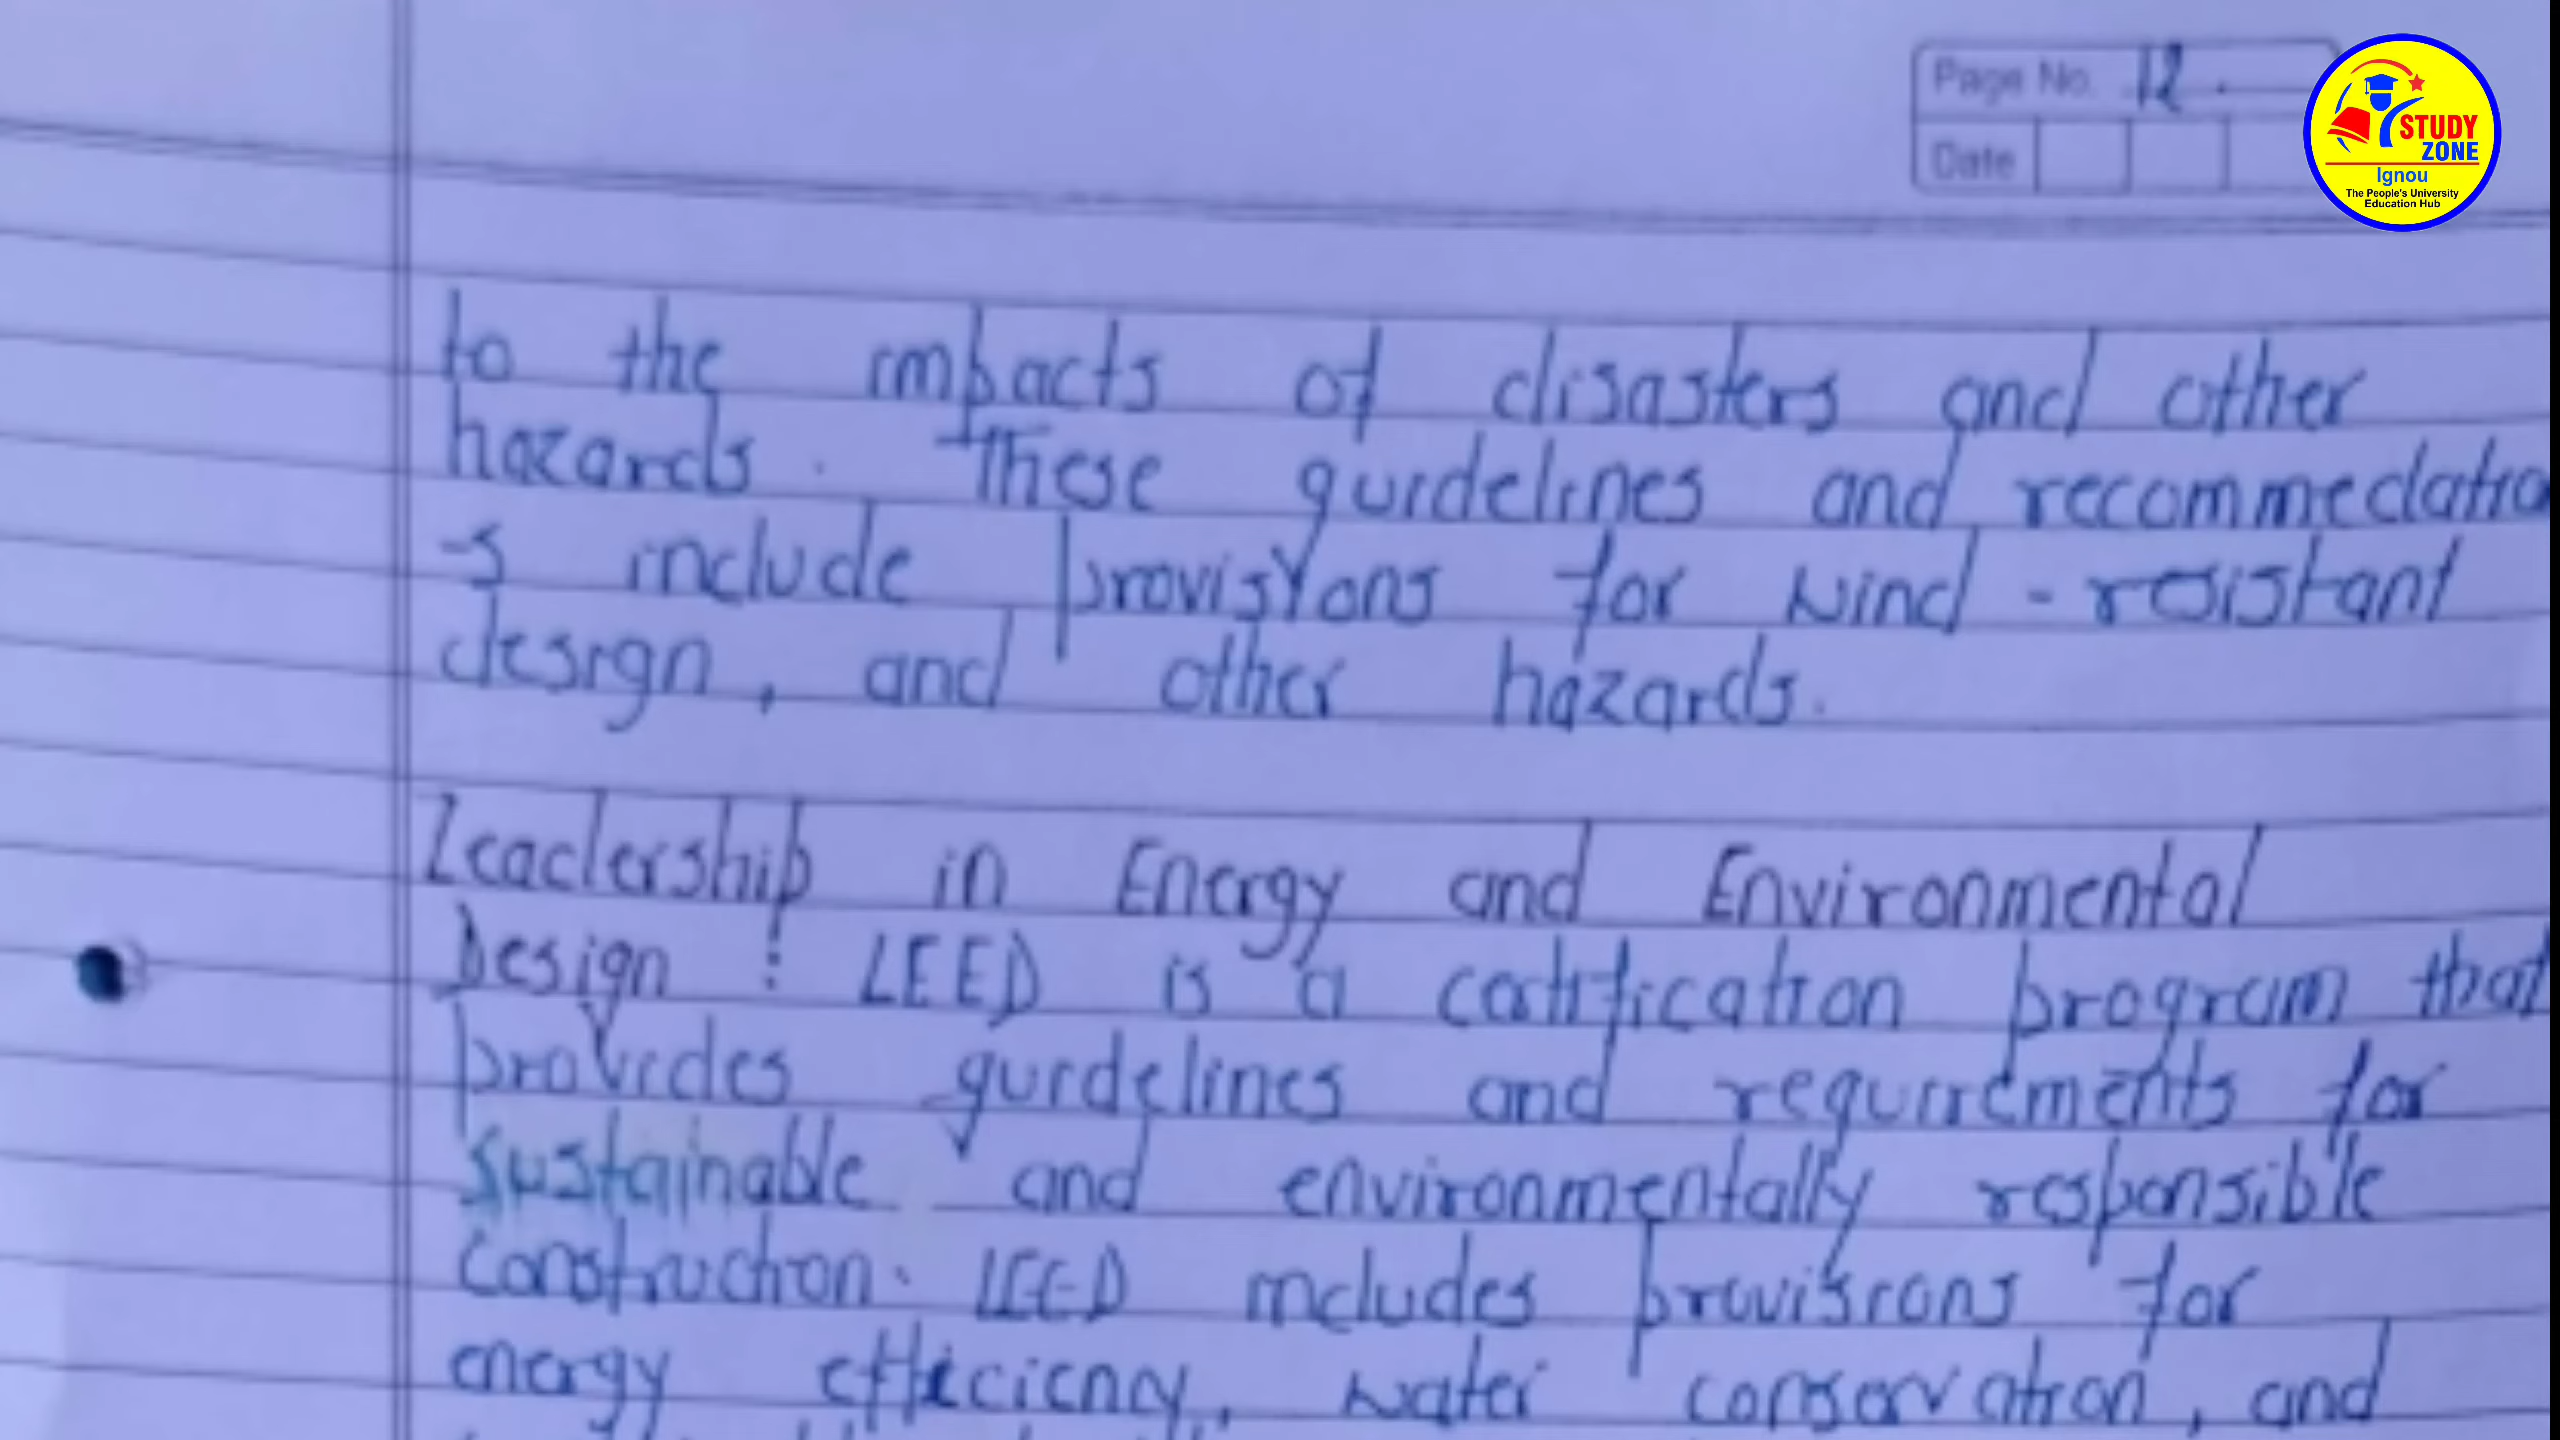 Page No. 12.
Date
STUDY
ZONE
Ignou
The People's University
Education Hub
to the impacts of disasters and other
hazards. These guidelines and recommedatio
-s include provisions for wind - resistant
design, and other hazards.
Leadership in Energy and Environmental
Design : LEED is a certification program that
provides guidelines and requirements for
sustainable and environmentally responsible
construction. LEED includes provisions for
energy efficiency, water conservation, and